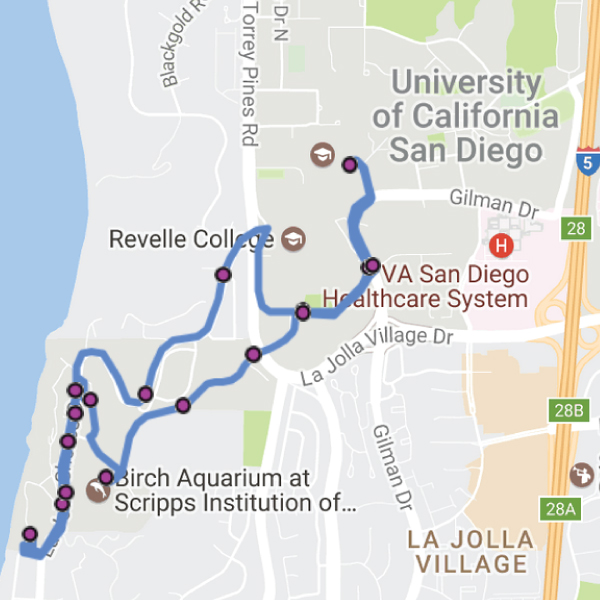 Blackgold R
Torrey Pines Rd
Dr N
University
of California
San Diego
5
Gilman Dr
28
H
Revelle College
VA San Diego
Healthcare System
La Jolla Village Dr
28B
Gilman Dr
Birch Aquarium at
Scripps Institution of...
28A
LA JOLLA
VILLAGE